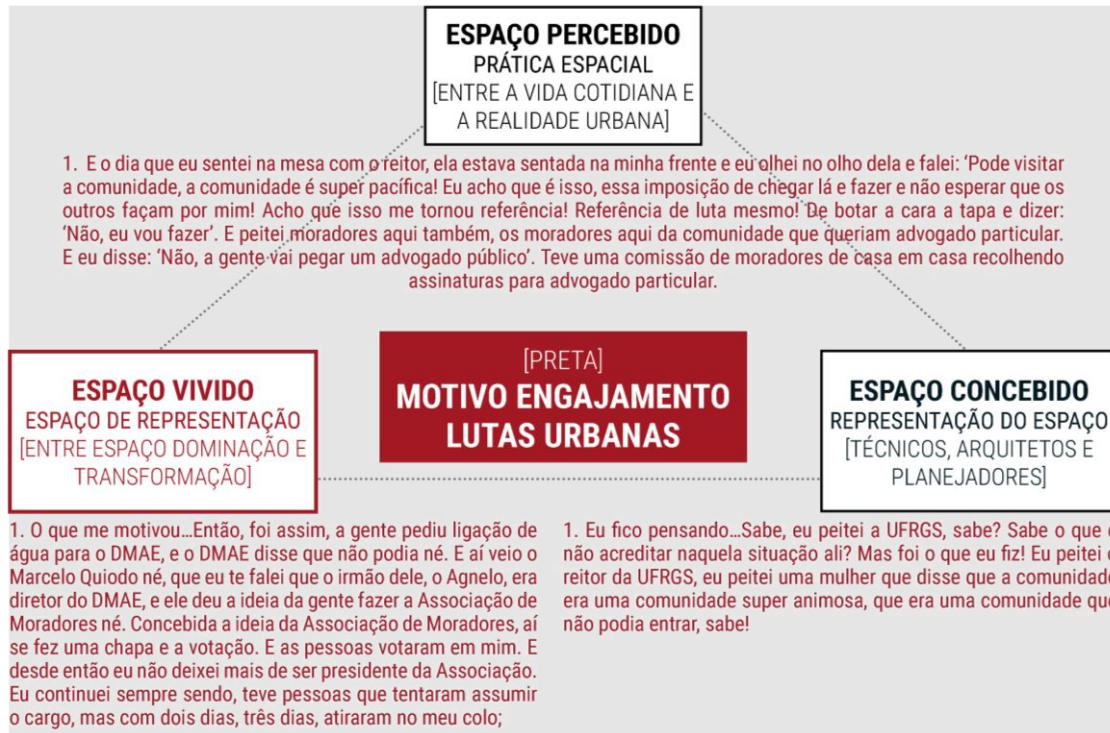 ESPAÇO PERCEBIDO
PRÁTICA ESPACIAL
[ENTRE A VIDA COTIDIANA E
A REALIDADE URBANA]
1. E o dia que eu sentei na mesa com o reitor, ela estava sentada na minha frente e eu olhei no olho dela e falei: ‘Pode visitar
a comunidade, a comunidade é super pacífica! Eu acho que é isso, essa imposição de chegar lá e fazer e não esperar que os
outros façam por mim! Acho que isso me tornou referência! Referência de luta mesmo! De botar a cara a tapa e dizer:
‘Não, eu vou fazer’. E peitei moradores aqui também, os moradores aqui da comunidade que queriam advogado particular.
E eu disse: ‘Não, a gente vai pegar um advogado público’. Teve uma comissão de moradores de casa em casa recolhendo
assinaturas para advogado particular.
[PRETA]
MOTIVO ENGAJAMENTO
LUTAS URBANAS
ESPAÇO VIVIDO
ESPAÇO DE REPRESENTAÇÃO
[ENTRE ESPAÇO DOMINAÇÃO E
TRANSFORMAÇÃO]
ESPAÇO CONCEBIDO
REPRESENTAÇÃO DO ESPAÇO
[TÉCNICOS, ARQUITETOS E
PLANEJADORES]
1. O que me motivou...Então, foi assim, a gente pediu ligação de
água para o DMAE, e o DMAE disse que não podia né. E aí veio o
Marcelo Quiodo né, que eu te falei que o irmão dele, o Agnelo, era
diretor do DMAE, e ele deu a ideia da gente fazer a Associação de
Moradores né. Concebida a ideia da Associação de Moradores, aí
se fez uma chapa e a votação. E as pessoas votaram em mim. E
desde então eu não deixei mais de ser presidente da Associação.
Eu continuei sempre sendo, teve pessoas que tentaram assumir
o cargo, mas com dois dias, três dias, atiraram no meu colo;
1. Eu fico pensando...Sabe, eu peitei a UFRGS, sabe? Sabe o que
não acreditar naquela situação ali? Mas foi o que eu fiz! Eu peitei
reitor da UFRGS, eu peitei uma mulher que disse que a comunidade
era uma comunidade super animosa, que era uma comunidade que
não podia entrar, sabe!